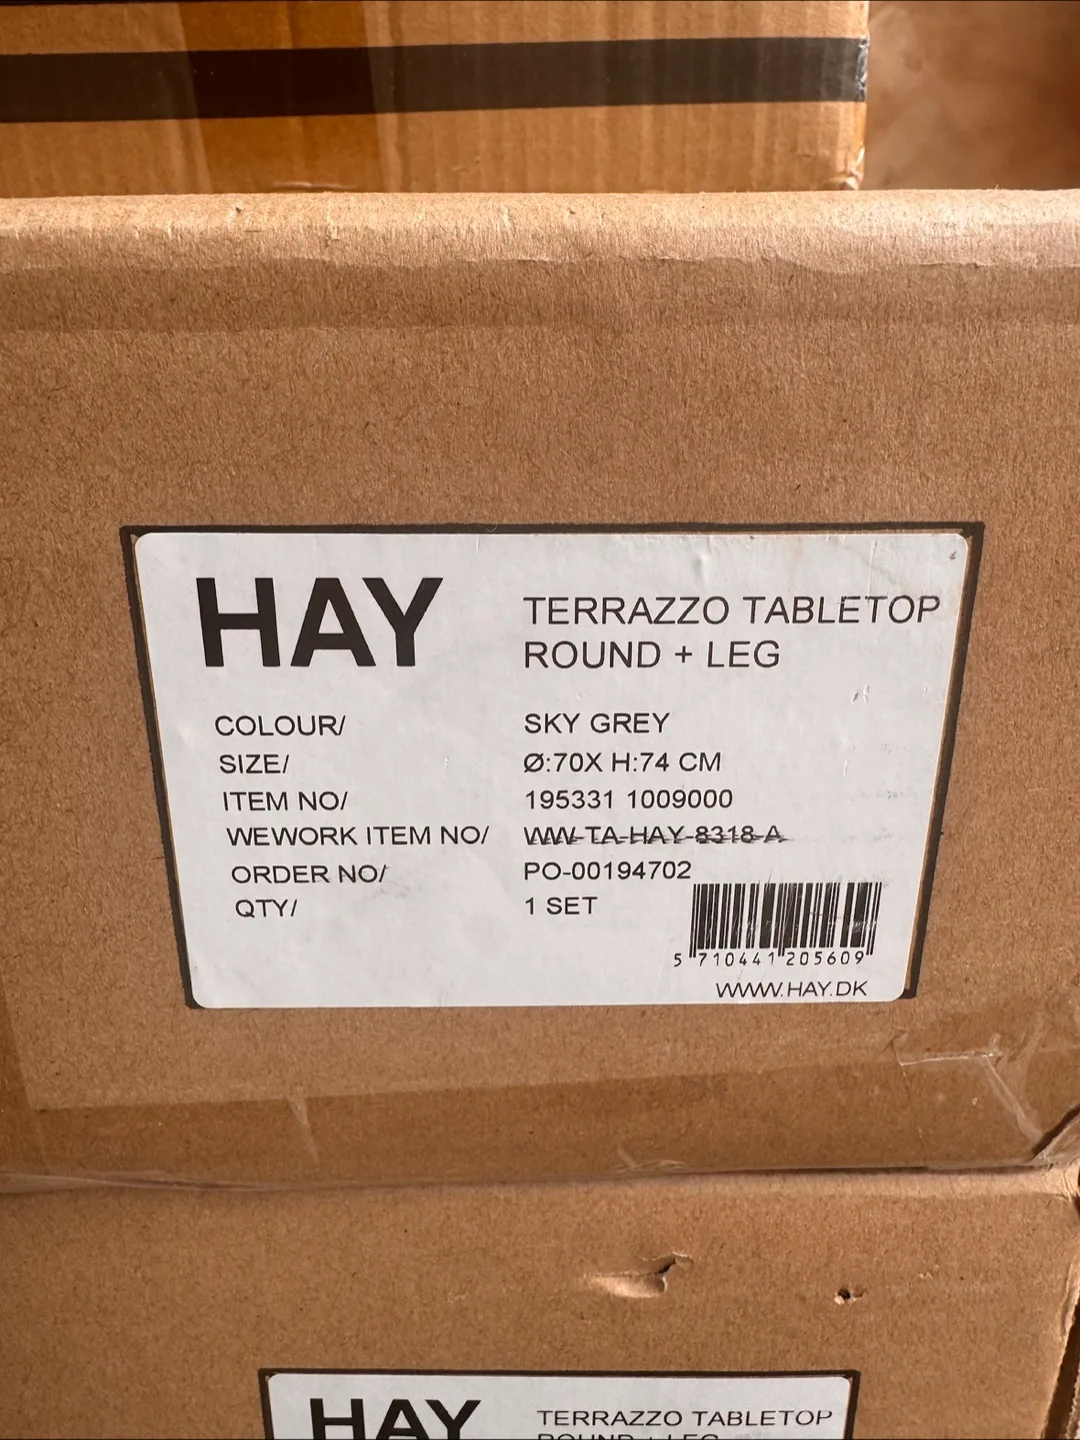 HAY
TERRAZZO TABLETOP
ROUND + LEG
COLOUR/ SKY GREY
SIZE/ Ø:70X H:74 CM
ITEM NO/ 195331 1009000
WEWORK ITEM NO/ WW-TA-HAY-8318-A
ORDER NO/ PO-00194702
QTY/ 1 SET
5 710441 205609
WWW.HAY.DK
HAY
TERRAZZO TABLETOP
ROUND + LEG